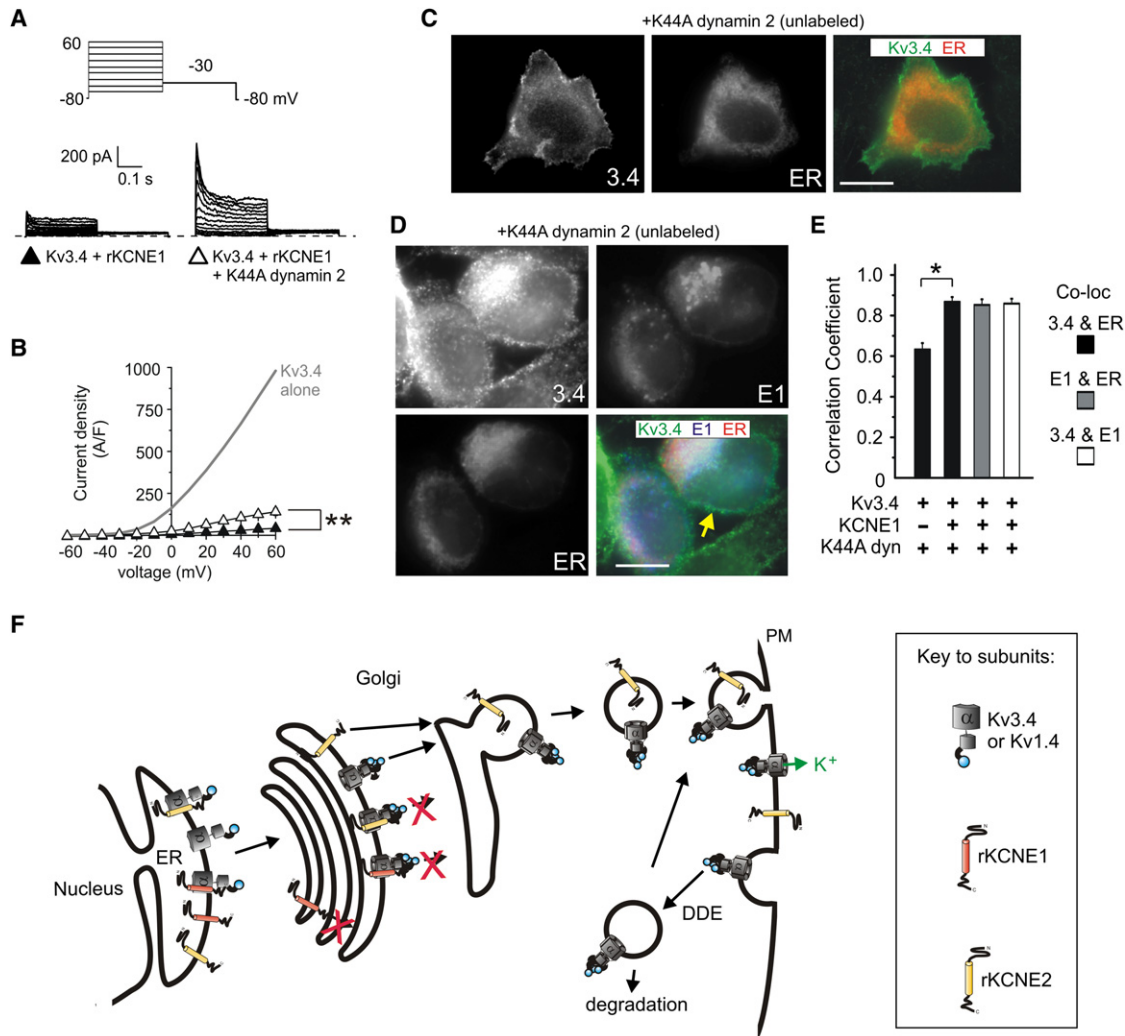 A
60
-30
-80
-80 mV
200 pA
0.1 s
Kv3.4 + rKCNE1
Kv3.4 + rKCNE1
+ K44A dynamin 2
B
Current density
(A/F)
1000
750
500
250
Kv3.4
alone
**
-60
-40
-20
0
20
40
60
voltage (mV)
C
+K44A dynamin 2 (unlabeled)
3.4
ER
Kv3.4 ER
D
+K44A dynamin 2 (unlabeled)
3.4
E1
ER
Kv3.4 E1 ER
E
Correlation Coefficient
1.0
0.8
0.6
0.4
0.2
0
*
Kv3.4 + + + +
KCNE1 – + + +
K44A dyn + + + +
Co-loc
3.4 & ER
E1 & ER
3.4 & E1
F
Nucleus
ER
α
α
α
Golgi
PM
K+
DDE
degradation
Key to subunits:
α
Kv3.4
or Kv1.4
N
rKCNE1
C
N
rKCNE2
C